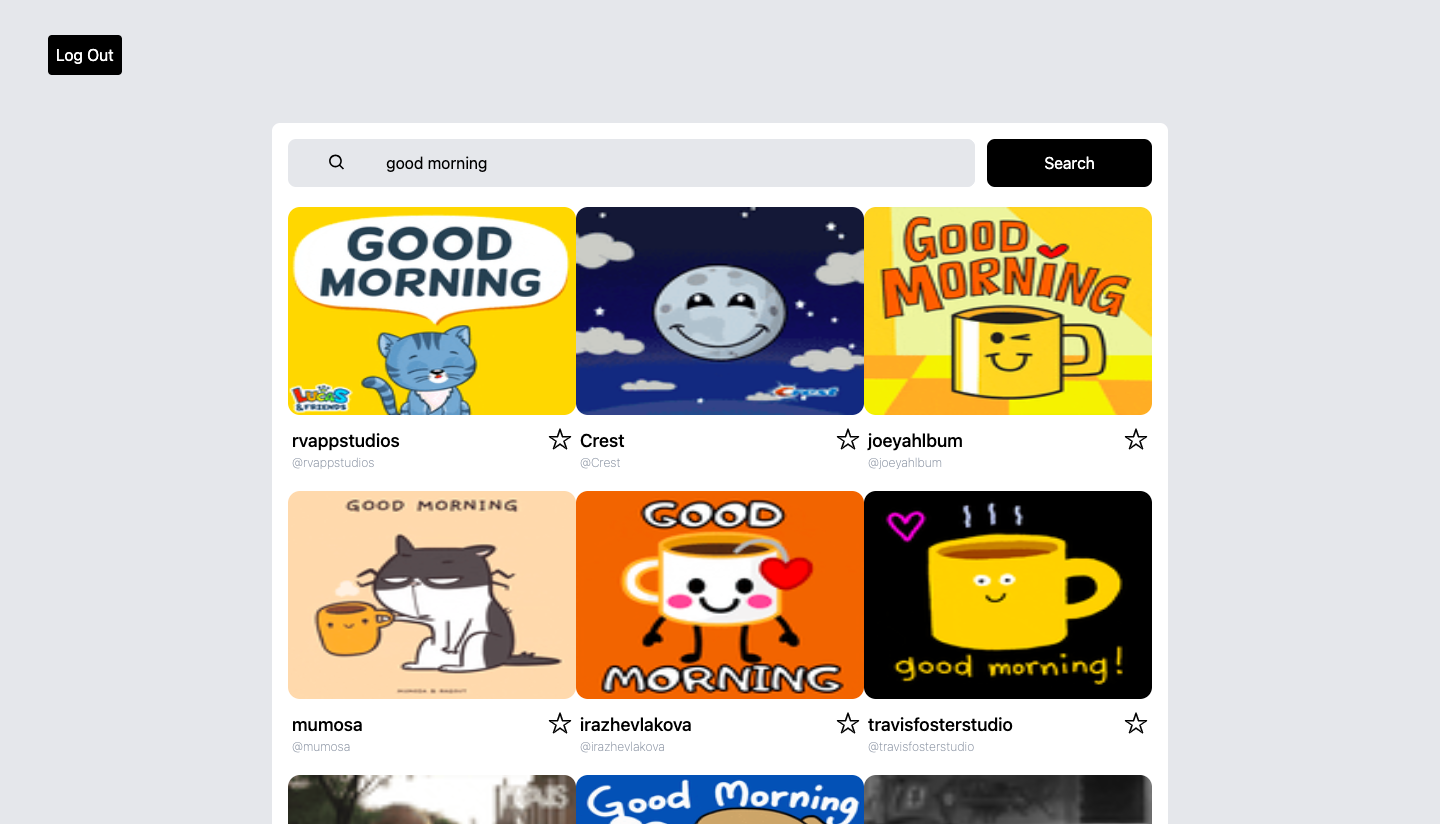 Log Out
good morning
Search
GOOD
MORNING
LUCAS
& FRIENDS
Crest
GOOD
MORNING
rvappstudios
Crest
joeyahlbum
@rvappstudios
@Crest
@joeyahlbum
GOOD MORNING
MUMOSA & RAGOUT
GOOD
MORNING
good morning!
mumosa
irazhevlakova
travisfosterstudio
@mumosa
@irazhevlakova
@travisfosterstudio
Good Morning